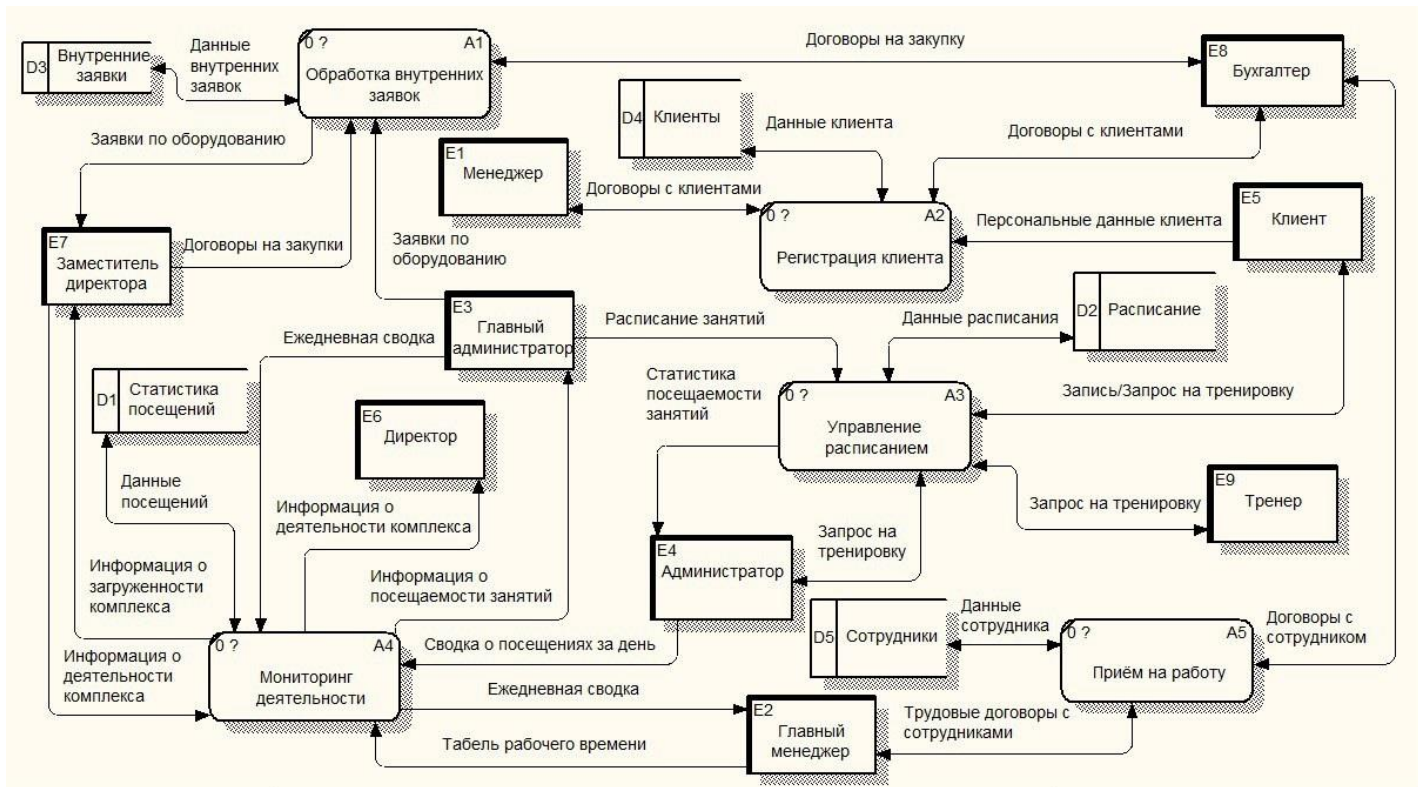 0 ?
A1
Обработка внутренних
заявок
D3
Внутренние
заявки
Данные
внутренних
заявок
Договоры на закупку
E8
Бухгалтер
D4
Клиенты
Данные клиента
Договоры с клиентами
Заявки по оборудованию
E1
Менеджер
Договоры с клиентами
0 ?
A2
Регистрация клиента
Персональные данные клиента
E5
Клиент
E7
Заместитель
директора
Договоры на закупки
Заявки по
оборудованию
E3
Главный
администратор
Расписание занятий
Данные расписания
D2
Расписание
Ежедневная сводка
D1
Статистика
посещений
E6
Директор
Статистика
посещаемости
занятий
0 ?
A3
Управление
расписанием
Запись/Запрос на тренировку
Данные
посещений
Информация о
деятельности комплекса
Запрос на тренировку
E9
Тренер
Запрос на
тренировку
E4
Администратор
Информация о
загруженности
комплекса
Информация о
посещаемости занятий
D5
Сотрудники
Данные
сотрудника
0 ?
A5
Приём на работу
Договоры с
сотрудником
0 ?
A4
Мониторинг
деятельности
Сводка о посещениях за день
Информация о
деятельности
комплекса
Ежедневная сводка
E2
Главный
менеджер
Трудовые договоры с
сотрудниками
Табель рабочего времени